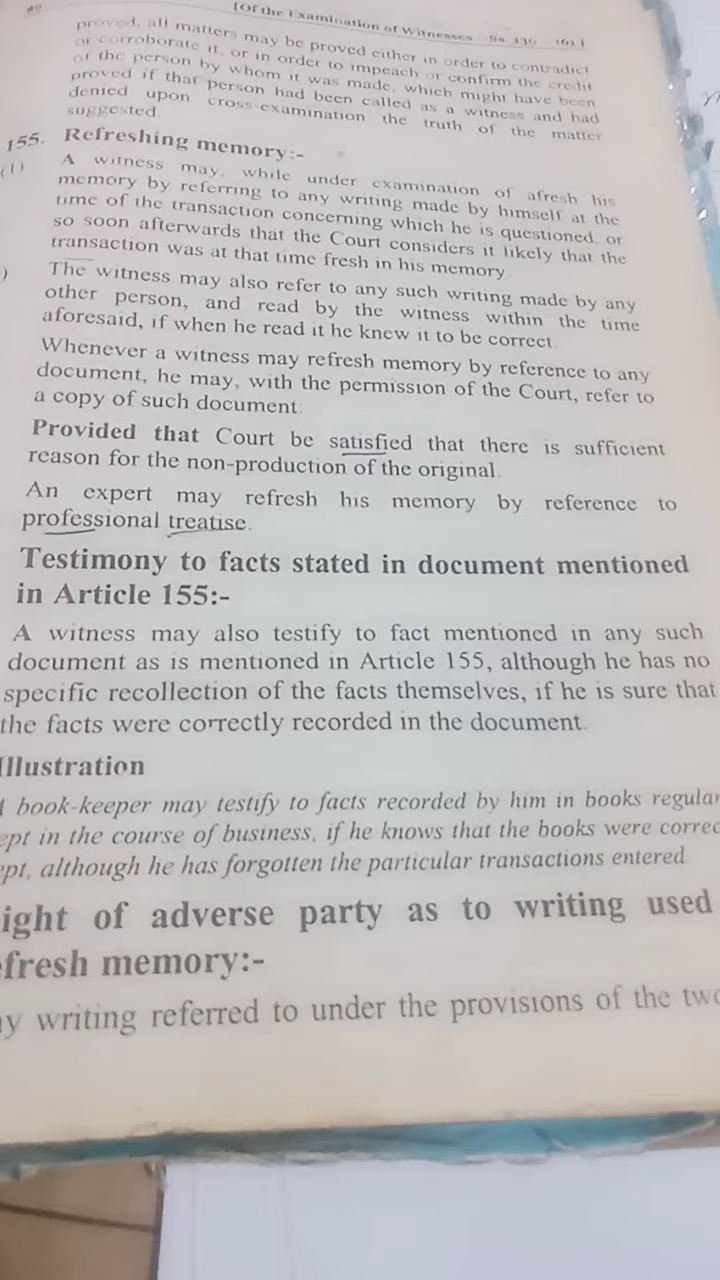 [Of the Examination of Witnesses Ss. 130 - 161]
proved, all matters may be proved either in order to contradict
or corroborate it, or in order to impeach or confirm the credit
of the person by whom it was made, which might have been
proved if that person had been called as a witness and had
denied upon cross-examination the truth of the matter
suggested.
155. Refreshing memory:-
(1) A witness may, while under examination of afresh his
memory by referring to any writing made by himself at the
time of the transaction concerning which he is questioned, or
so soon afterwards that the Court considers it likely that the
transaction was at that time fresh in his memory.
) The witness may also refer to any such writing made by any
other person, and read by the witness within the time
aforesaid, if when he read it he knew it to be correct.
Whenever a witness may refresh memory by reference to any
document, he may, with the permission of the Court, refer to
a copy of such document:
Provided that Court be satisfied that there is sufficient
reason for the non-production of the original.
An expert may refresh his memory by reference to
professional treatise.
Testimony to facts stated in document mentioned
in Article 155:-
A witness may also testify to fact mentioned in any such
document as is mentioned in Article 155, although he has no
specific recollection of the facts themselves, if he is sure that
the facts were correctly recorded in the document.
Illustration
book-keeper may testify to facts recorded by him in books regular
ept in the course of business, if he knows that the books were correc
ept, although he has forgotten the particular transactions entered
ight of adverse party as to writing used
efresh memory:-
ny writing referred to under the provisions of the two